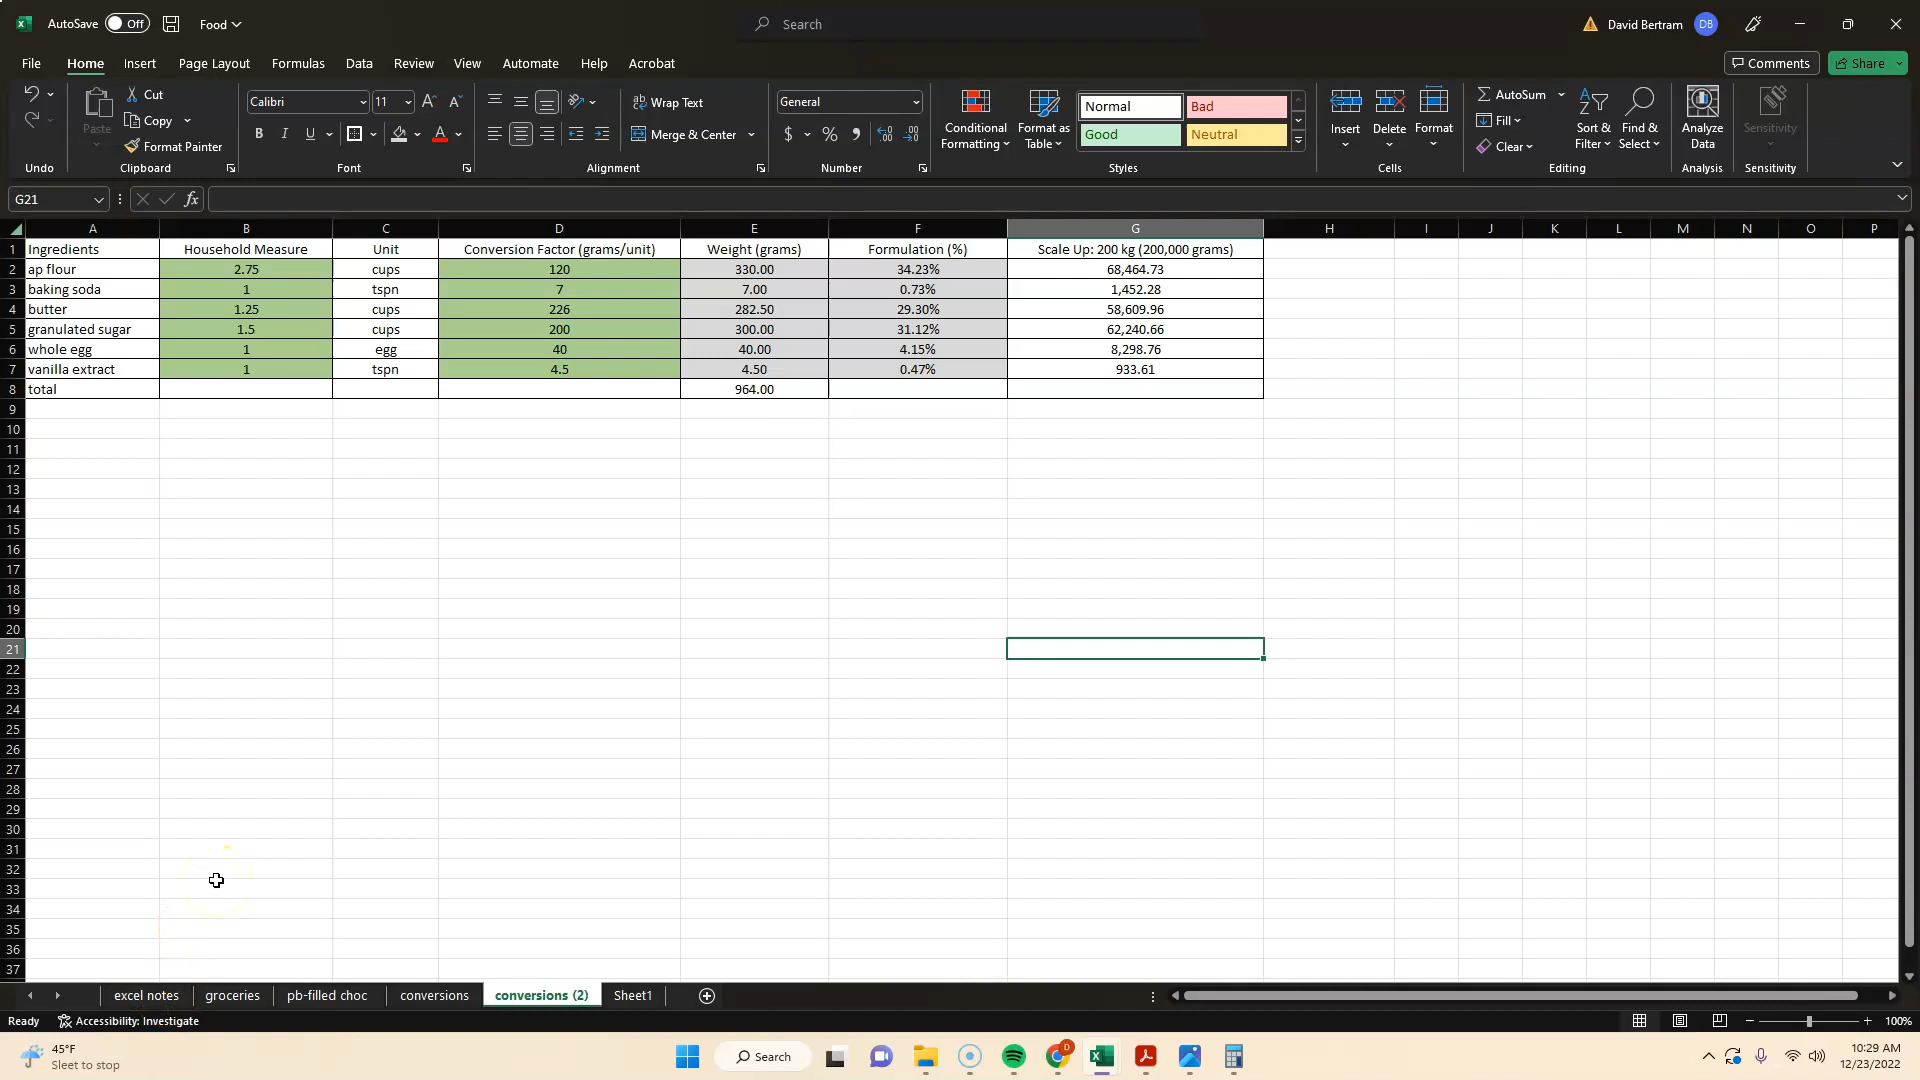 AutoSave Off Food Search David Bertram DB
File Home Insert Page Layout Formulas Data Review View Automate Help Acrobat Comments Share
Paste Cut Copy Format Painter Clipboard
Undo
Calibri 11 A A B I U A Font
Wrap Text Merge & Center Alignment
General $ % Number
Conditional Formatting Format as Table Normal Bad Good Neutral Styles
Insert Delete Format Cells
AutoSum Fill Clear Sort & Filter Find & Select Editing
Analyze Data Analysis
Sensitivity Sensitivity
G21 fx
A B C D E F G H I J K L M N O P
1 Ingredients Household Measure Unit Conversion Factor (grams/unit) Weight (grams) Formulation (%) Scale Up: 200 kg (200,000 grams)
2 ap flour 2.75 cups 120 330.00 34.23% 68,464.73
3 baking soda 1 tspn 7 7.00 0.73% 1,452.28
4 butter 1.25 cups 226 282.50 29.30% 58,609.96
5 granulated sugar 1.5 cups 200 300.00 31.12% 62,240.66
6 whole egg 1 egg 40 40.00 4.15% 8,298.76
7 vanilla extract 1 tspn 4.5 4.50 0.47% 933.61
8 total 964.00
9
10
11
12
13
14
15
16
17
18
19
20
21
22
23
24
25
26
27
28
29
30
31
32
33
34
35
36
37
excel notes groceries pb-filled choc conversions conversions (2) Sheet1
Ready Accessibility: Investigate 100%
45°F
Sleet to stop
Search
D
10:29 AM
12/23/2022